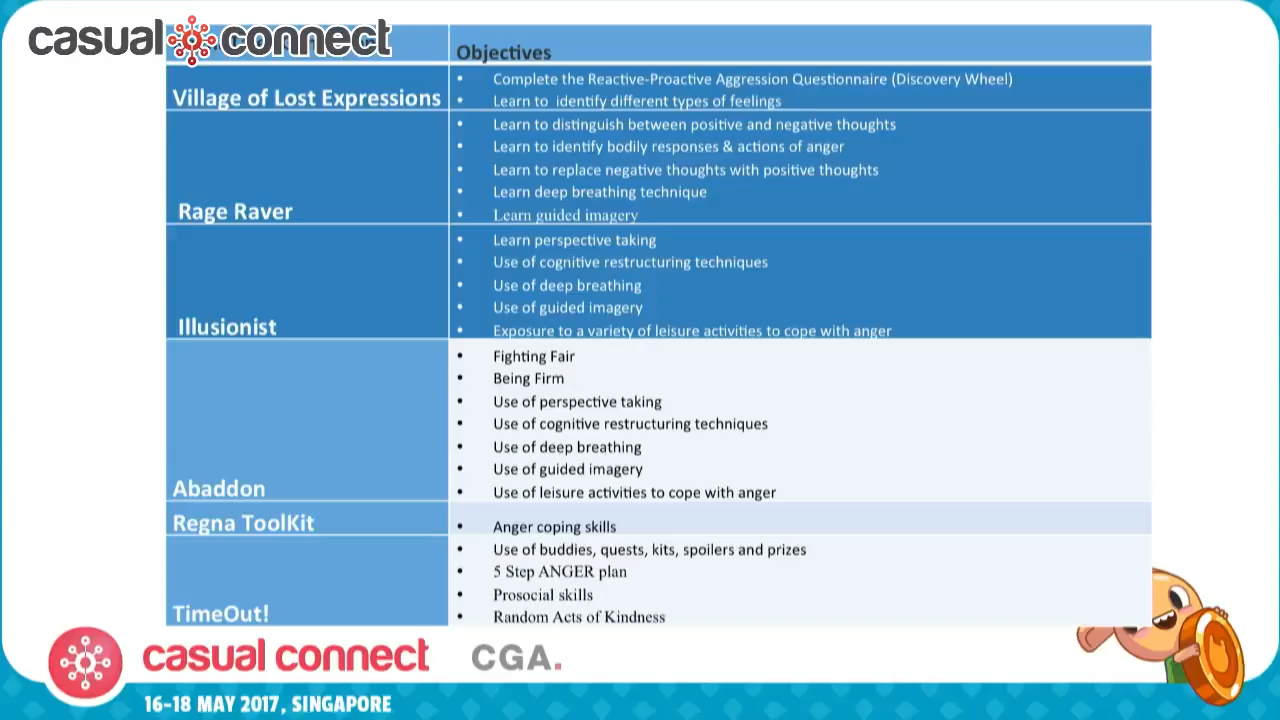 casual connect
Objectives
Village of Lost Expressions
• Complete the Reactive-Proactive Aggression Questionnaire (Discovery Wheel)
• Learn to identify different types of feelings
Rage Raver
• Learn to distinguish between positive and negative thoughts
• Learn to identify bodily responses & actions of anger
• Learn to replace negative thoughts with positive thoughts
• Learn deep breathing technique
• Learn guided imagery
Illusionist
• Learn perspective taking
• Use of cognitive restructuring techniques
• Use of deep breathing
• Use of guided imagery
• Exposure to a variety of leisure activities to cope with anger
Abaddon
• Fighting Fair
• Being Firm
• Use of perspective taking
• Use of cognitive restructuring techniques
• Use of deep breathing
• Use of guided imagery
• Use of leisure activities to cope with anger
Regna ToolKit
• Anger coping skills
TimeOut!
• Use of buddies, quests, kits, spoilers and prizes
• 5 Step ANGER plan
• Prosocial skills
• Random Acts of Kindness
casual connect
CGA.
16-18 MAY 2017, SINGAPORE